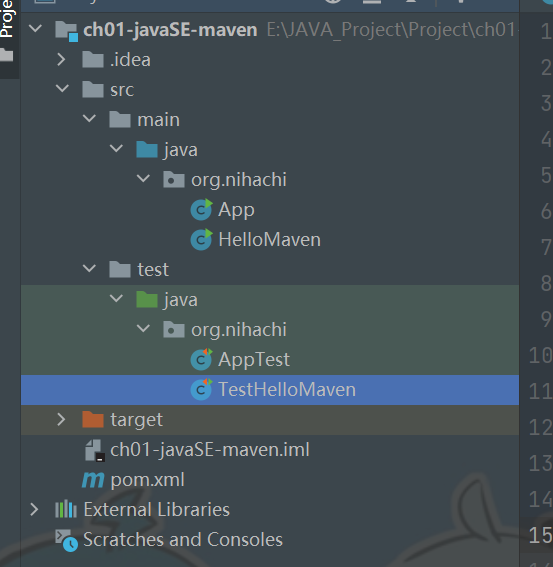 Proje
ch01-javaSE-maven E:\JAVA_Project\Project\ch01
.idea
src
main
java
org.nihachi
App
HelloMaven
test
java
org.nihachi
AppTest
TestHelloMaven
target
ch01-javaSE-maven.iml
pom.xml
External Libraries
Scratches and Consoles
1
2
3
4
5
6
7
8
9
10
11
12
13
14
15